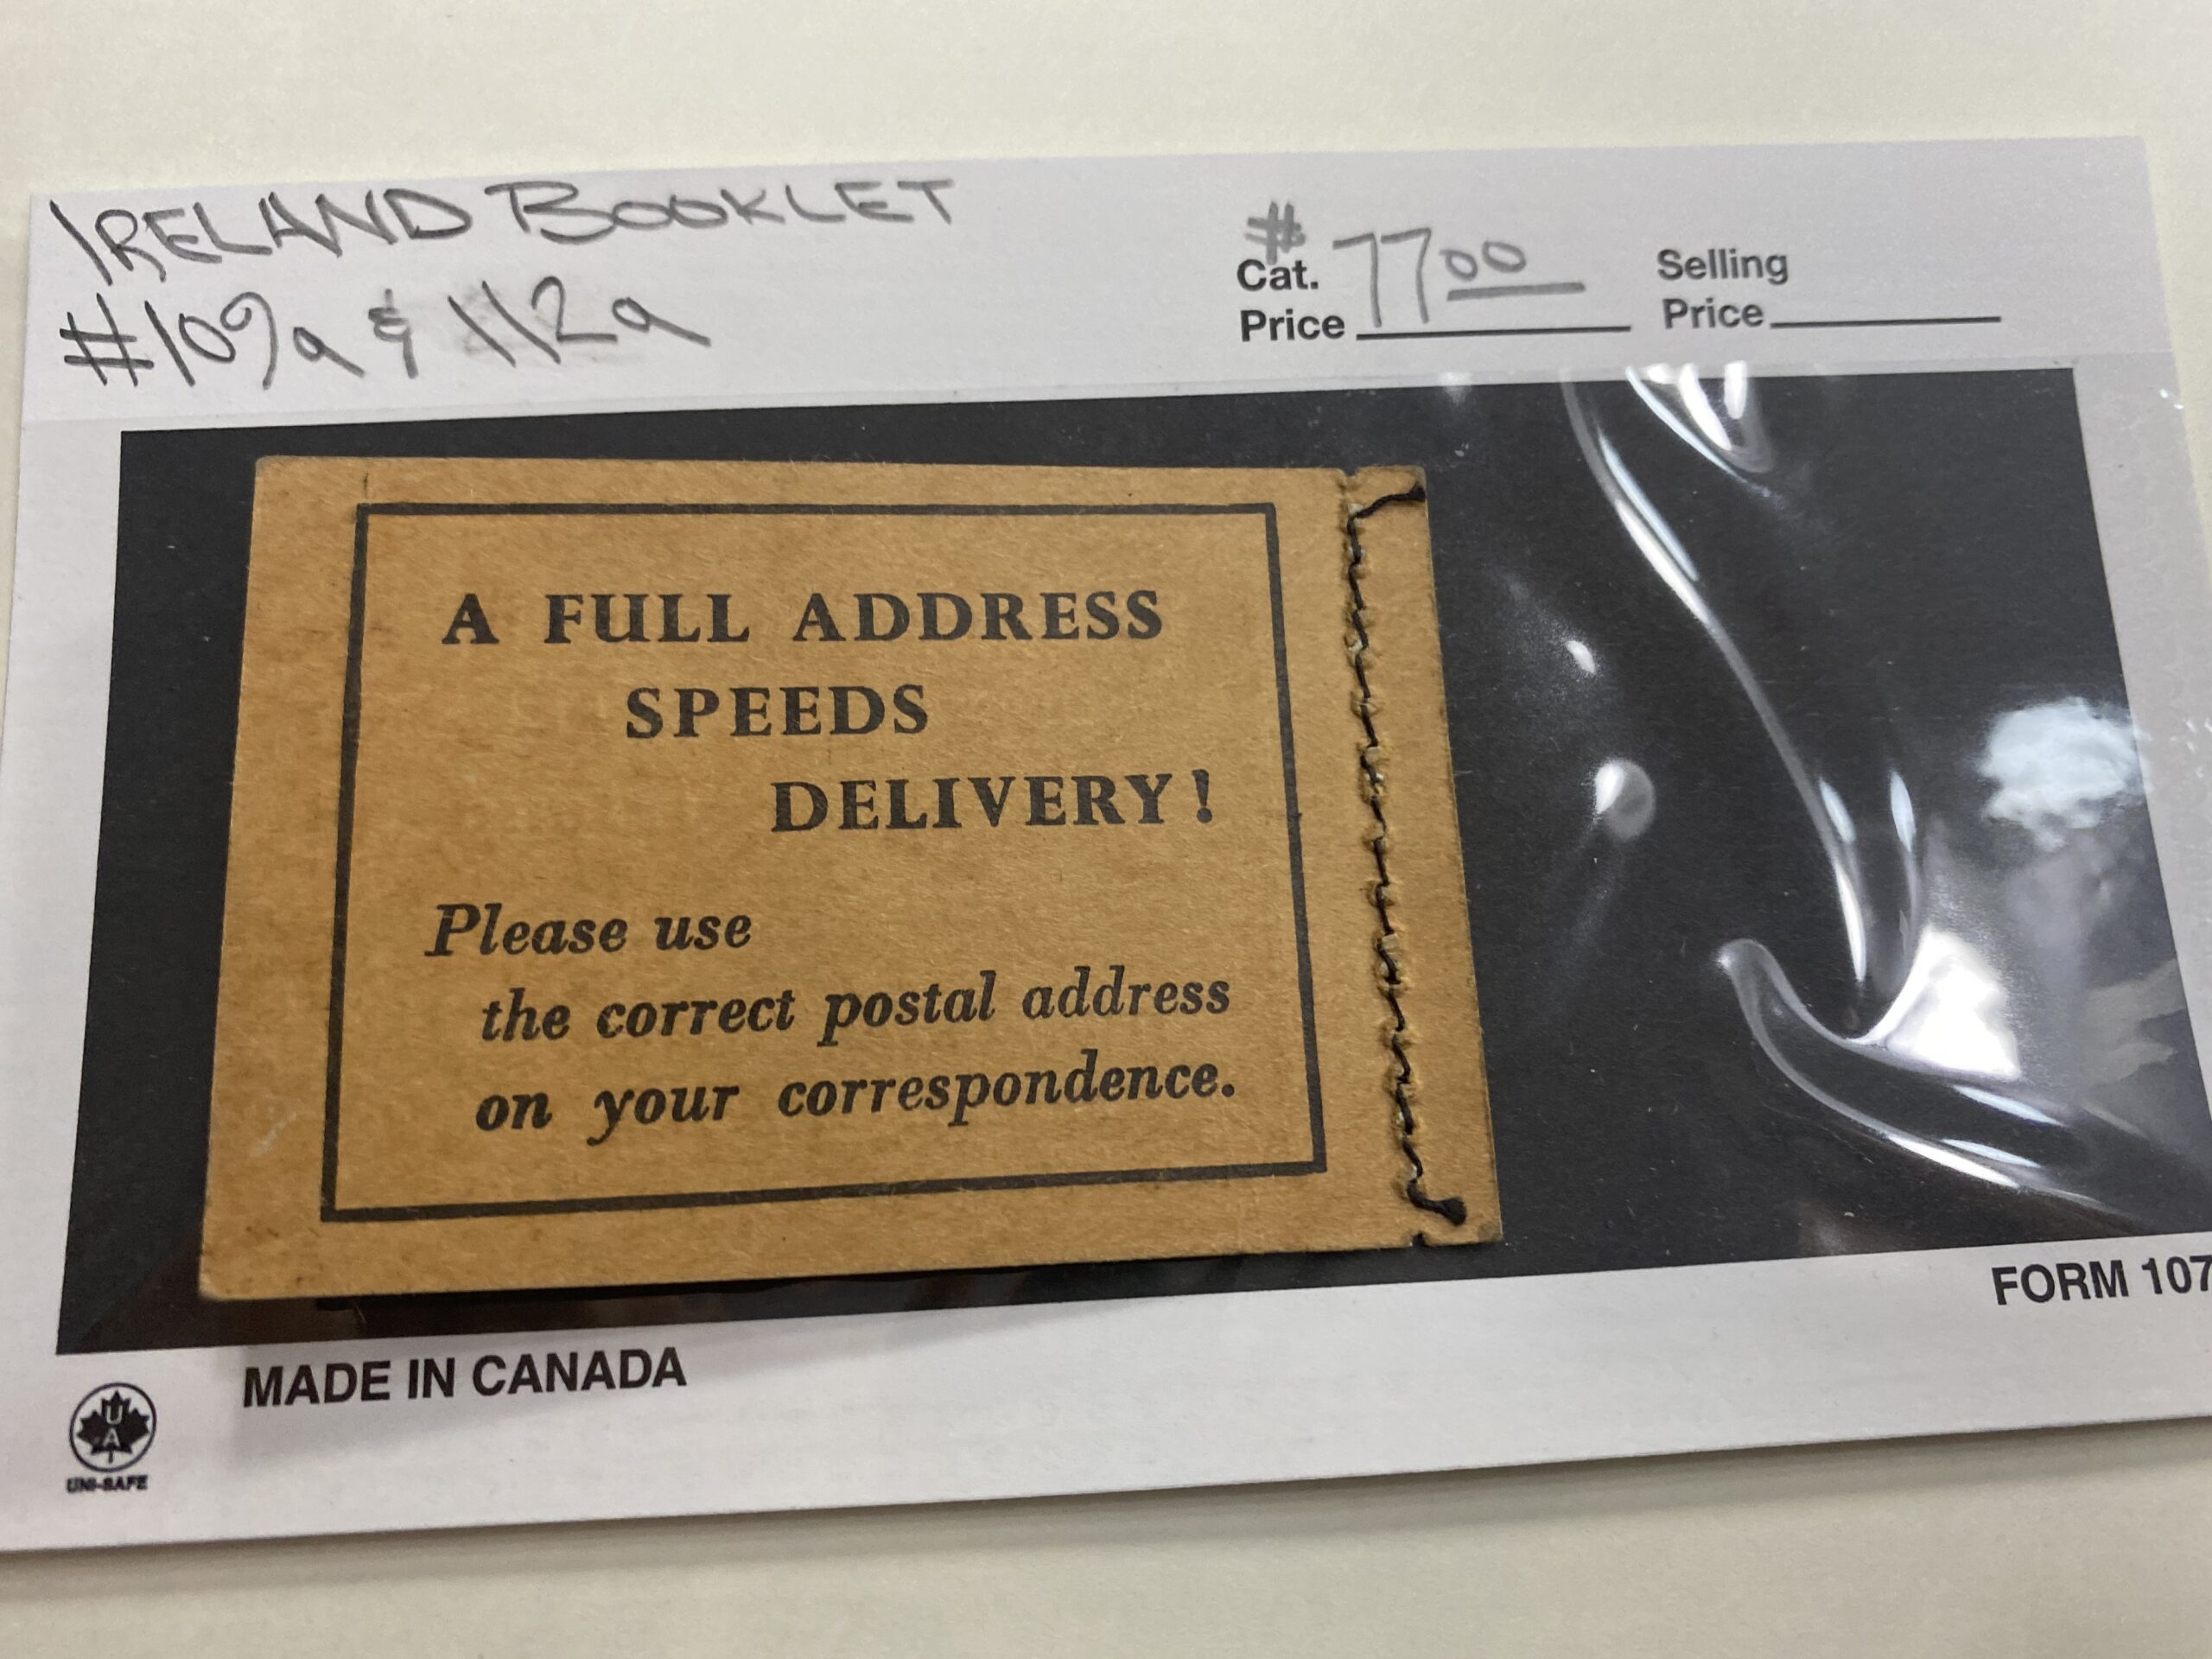 IRELAND BOOKLET
#109a & 112a
#
Cat. Price 77 00
Selling Price
A FULL ADDRESS
SPEEDS
DELIVERY!
Please use
the correct postal address
on your correspondence.
FORM 107
MADE IN CANADA
U
A
UNI-SAFE